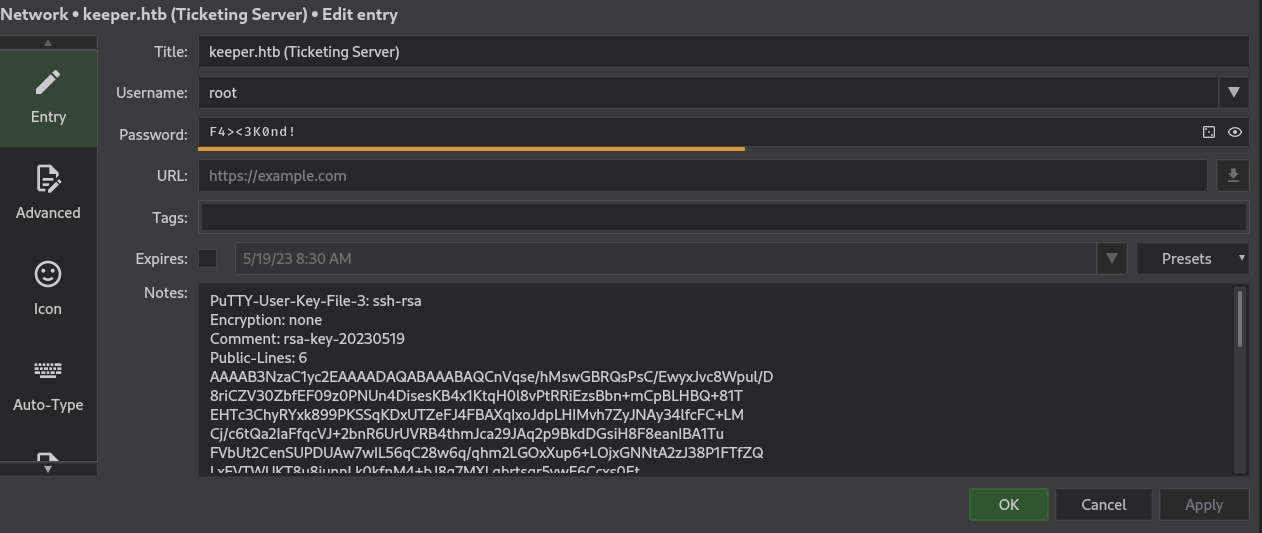 Network • keeper.htb (Ticketing Server) • Edit entry
Entry
Advanced
Icon
Auto-Type
Title: keeper.htb (Ticketing Server)
Username: root
Password: F4><3K0nd!
URL: https://example.com
Tags:
Expires: 5/19/23 8:30 AM Presets
Notes: PuTTY-User-Key-File-3: ssh-rsa
Encryption: none
Comment: rsa-key-20230519
Public-Lines: 6
AAAAB3NzaC1yc2EAAAADAQABAAABAQCnVqse/hMswGBRQsPsC/EwyxJvc8Wpul/D
8riCZV30ZbfEF09z0PNUn4DisesKB4x1KtqH0l8vPtRRiEzsBbn+mCpBLHBQ+81T
EHTc3ChyRYxk899PKSSqKDxUTZeFJ4FBAXqIxoJdpLHIMvh7ZyJNAy34lfcFC+LM
Cj/c6tQa2IaFfqcVJ+2bnR6UrUVRB4thmJca29JAq2p9BkdDGsiH8F8eanIBA1Tu
FVbUt2CenSUPDUAw7wIL56qC28w6q/qhm2LGOxXup6+LOjxGNNtA2zJ38P1FTfZQ
OK Cancel Apply